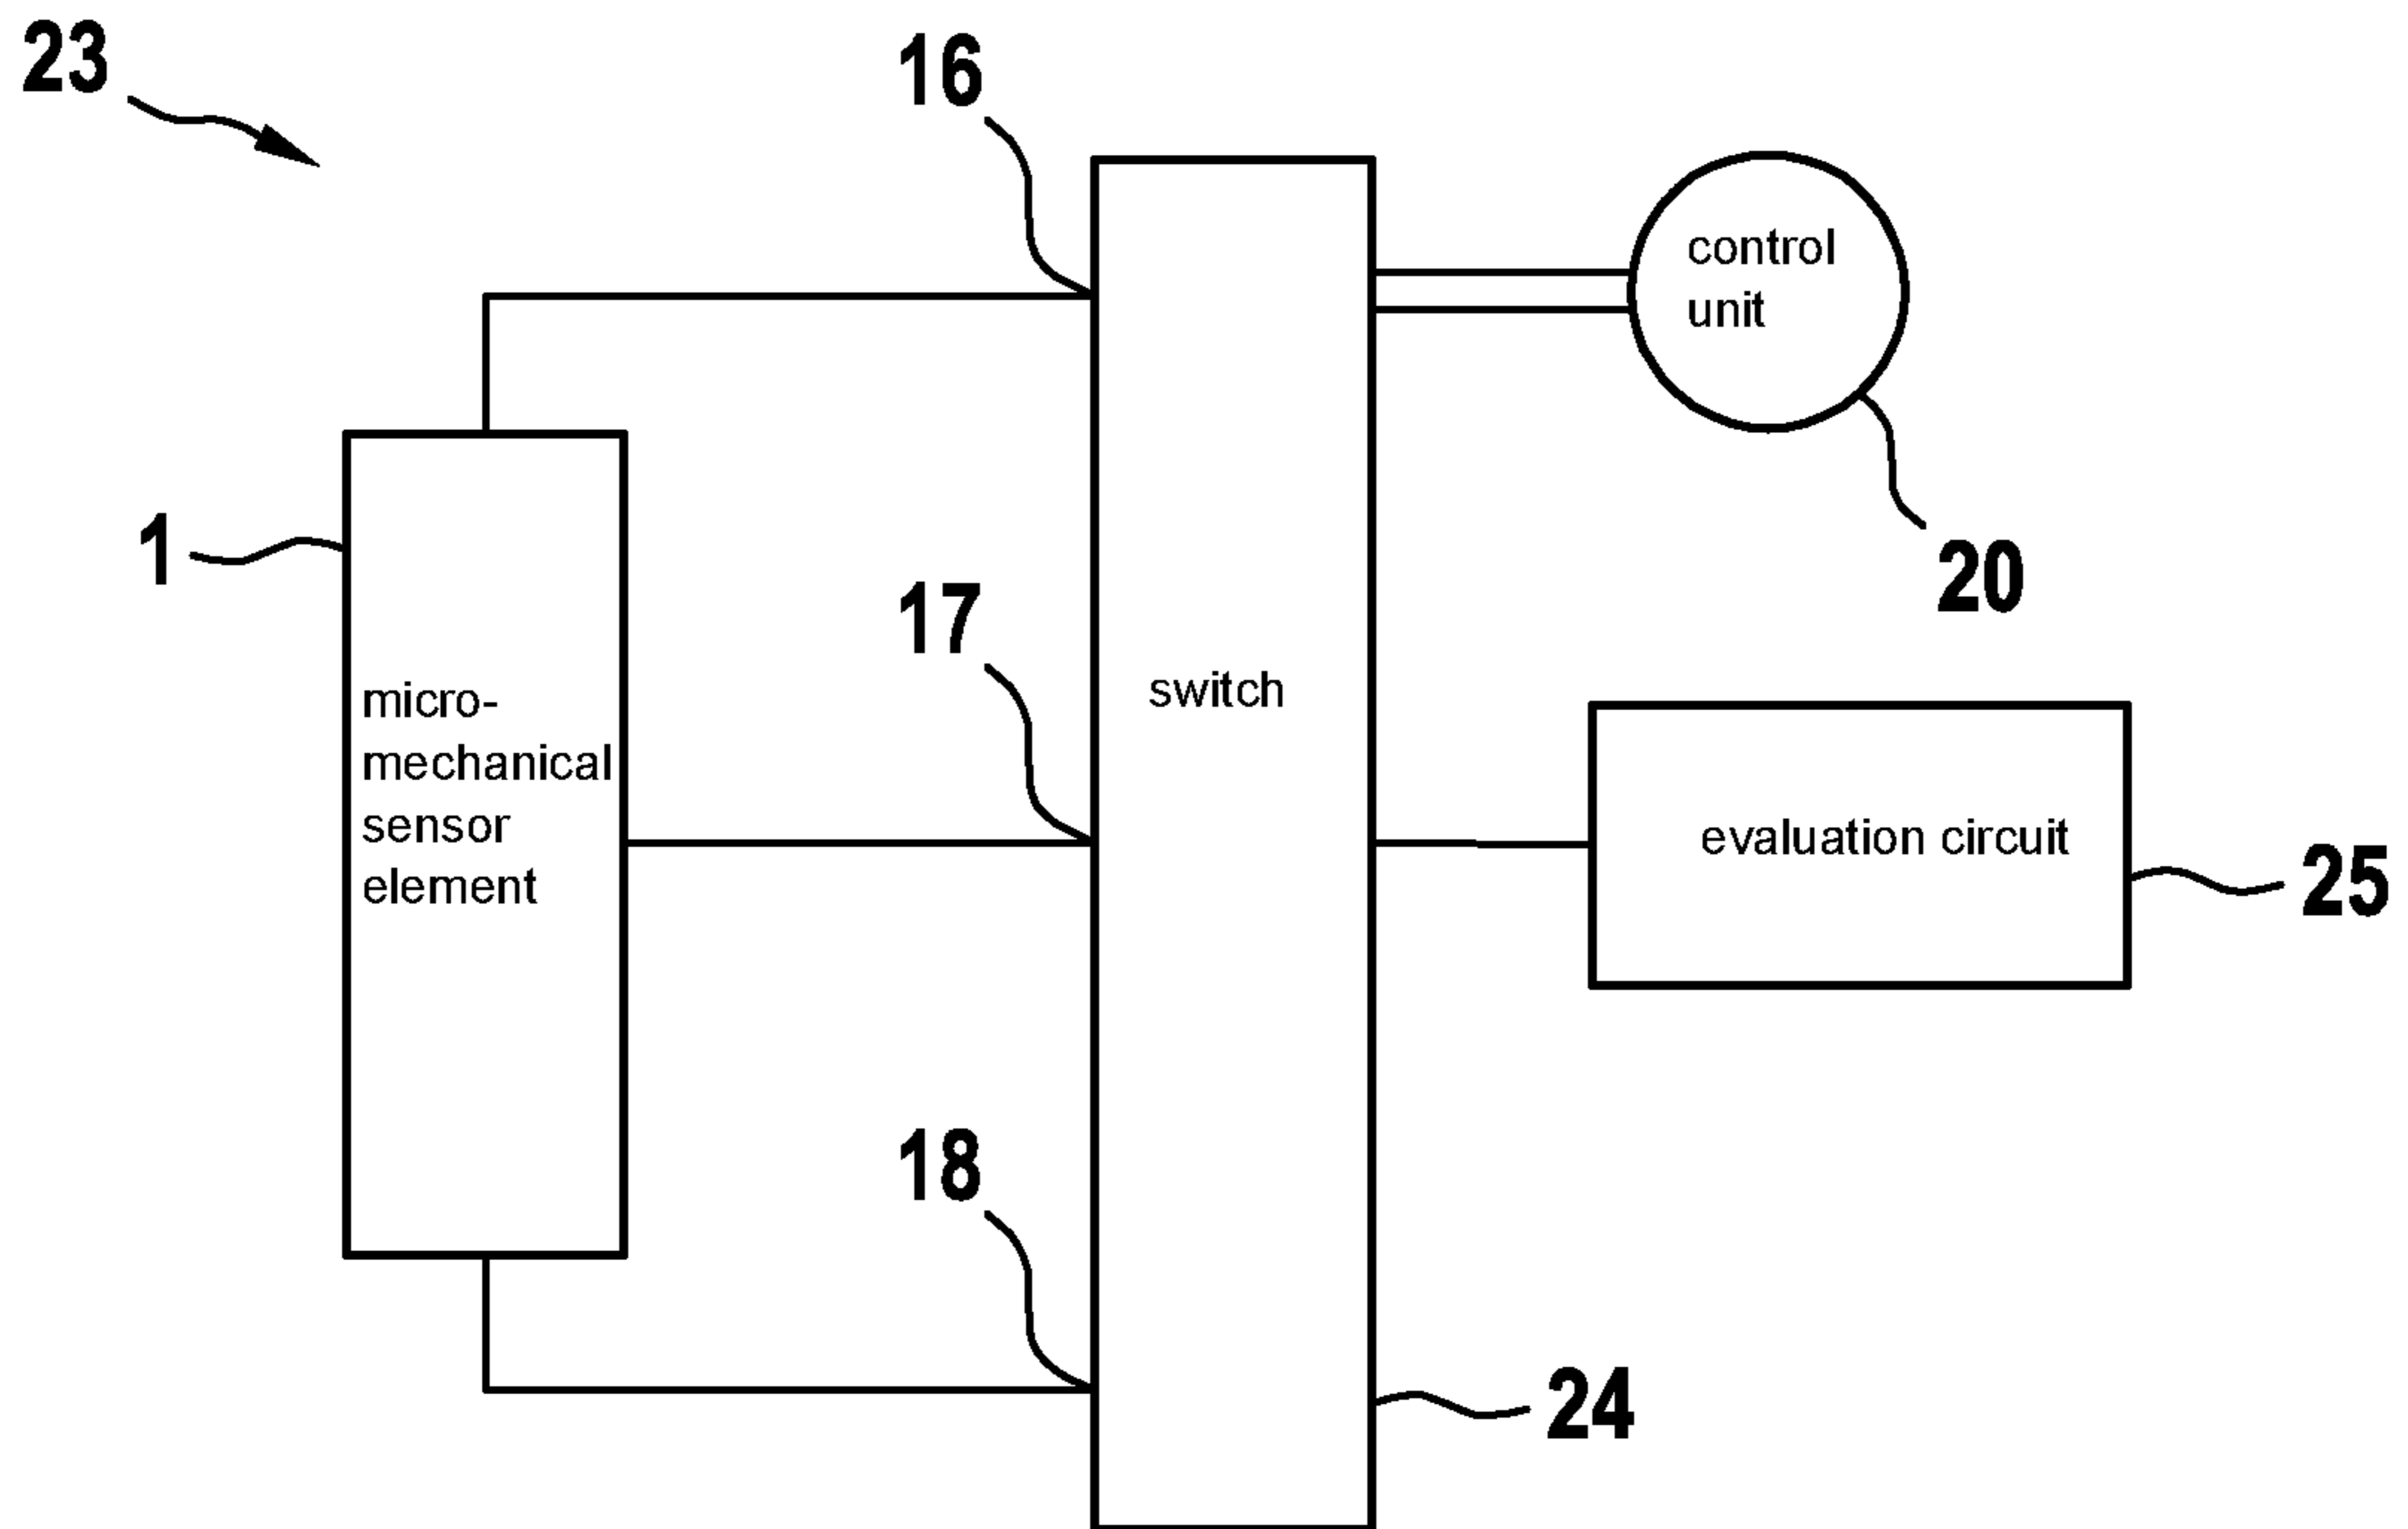 23
16
control
unit
1
20
17
micro-
mechanical
sensor
element
switch
evaluation circuit
25
18
24